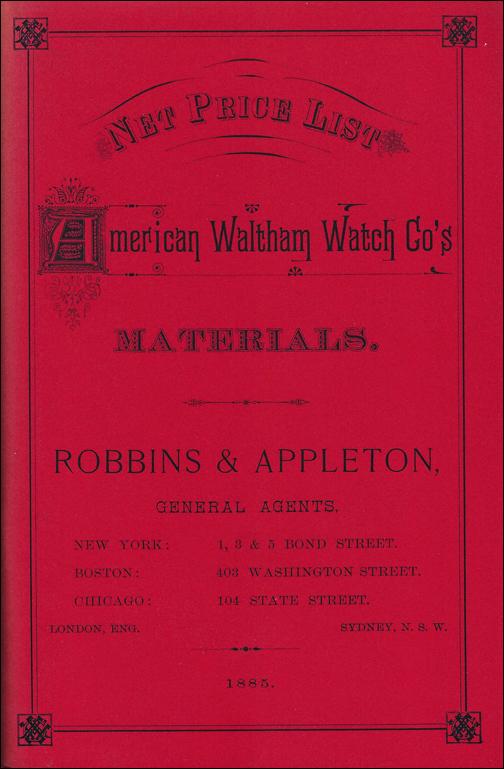 NET PRICE LIST
American Waltham Watch Co's
MATERIALS.
ROBBINS & APPLETON,
GENERAL AGENTS,
NEW YORK: 1, 3 & 5 BOND STREET.
BOSTON: 403 WASHINGTON STREET.
CHICAGO: 104 STATE STREET.
LONDON, ENG. SYDNEY, N. S. W.
1885.